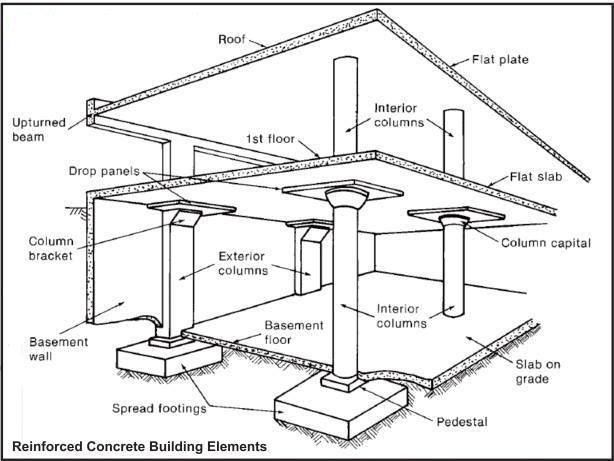 Roof
Flat plate
Upturned
beam
Interior
columns
1st floor
Drop panels
Flat slab
Column
bracket
Exterior
columns
Column capital
Basement
wall
Basement
floor
Interior
columns
Slab on
grade
Spread footings
Pedestal
Reinforced Concrete Building Elements